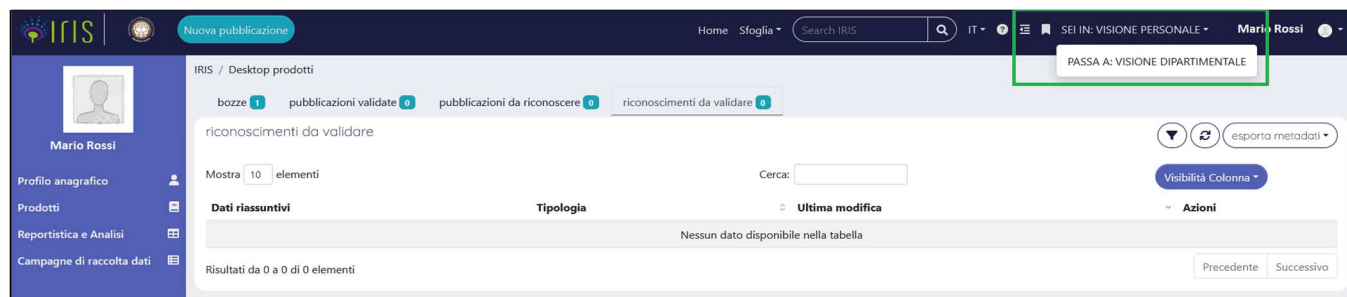 IRIS
Nuova pubblicazione
Home Sfoglia Search IRIS IT SEI IN: VISIONE PERSONALE Mario Rossi
PASSA A: VISIONE DIPARTIMENTALE
IRIS / Desktop prodotti
bozze 1 pubblicazioni validate 0 pubblicazioni da riconoscere 0 riconoscimenti da validare 0
riconoscimenti da validare
esporta metadati
Mario Rossi
Profilo anagrafico
Prodotti
Reportistica e Analisi
Campagne di raccolta dati
Mostra 10 elementi Cerca: Visibilità Colonna
Dati riassuntivi Tipologia Ultima modifica Azioni
Nessun dato disponibile nella tabella
Risultati da 0 a 0 di 0 elementi Precedente Successivo